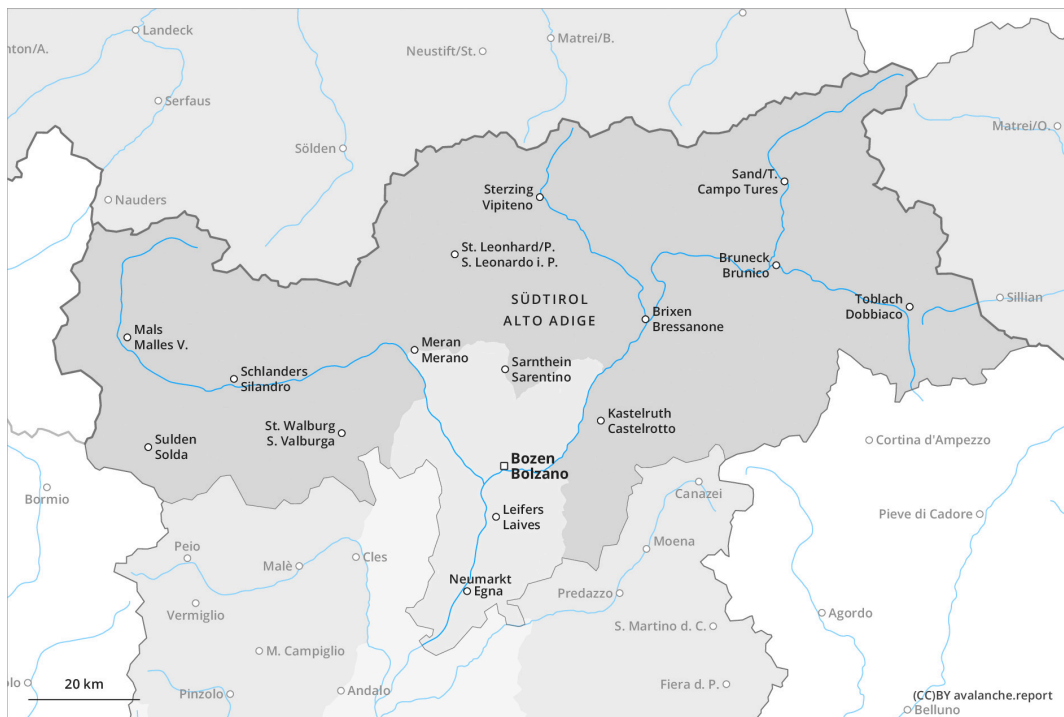 Landeck
nton/A.
Neustift/St.
Matrei/B.
Serfaus
Matrei/O.
Sölden
Nauders
Sterzing
Vipiteno
Sand/T.
Campo Tures
St. Leonhard/P.
S. Leonardo i. P.
Bruneck
Brunico
SÜDTIROL
ALTO ADIGE
Toblach
Dobbiaco
Sillian
Brixen
Bressanone
Mals
Malles V.
Meran
Merano
Sarnthein
Sarentino
Schlanders
Silandro
Kastelruth
Castelrotto
St. Walburg
S. Valburga
Sulden
Solda
Cortina d'Ampezzo
Bozen
Bolzano
Bormio
Canazei
Leifers
Laives
Pieve di Cadore
Peio
Malè
Cles
Moena
Neumarkt
Egna
Predazzo
Vermiglio
Agordo
S. Martino d. C.
M. Campiglio
olo
20 km
Pinzolo
Andalo
Fiera d. P.
(CC)BY avalanche.report
Belluno